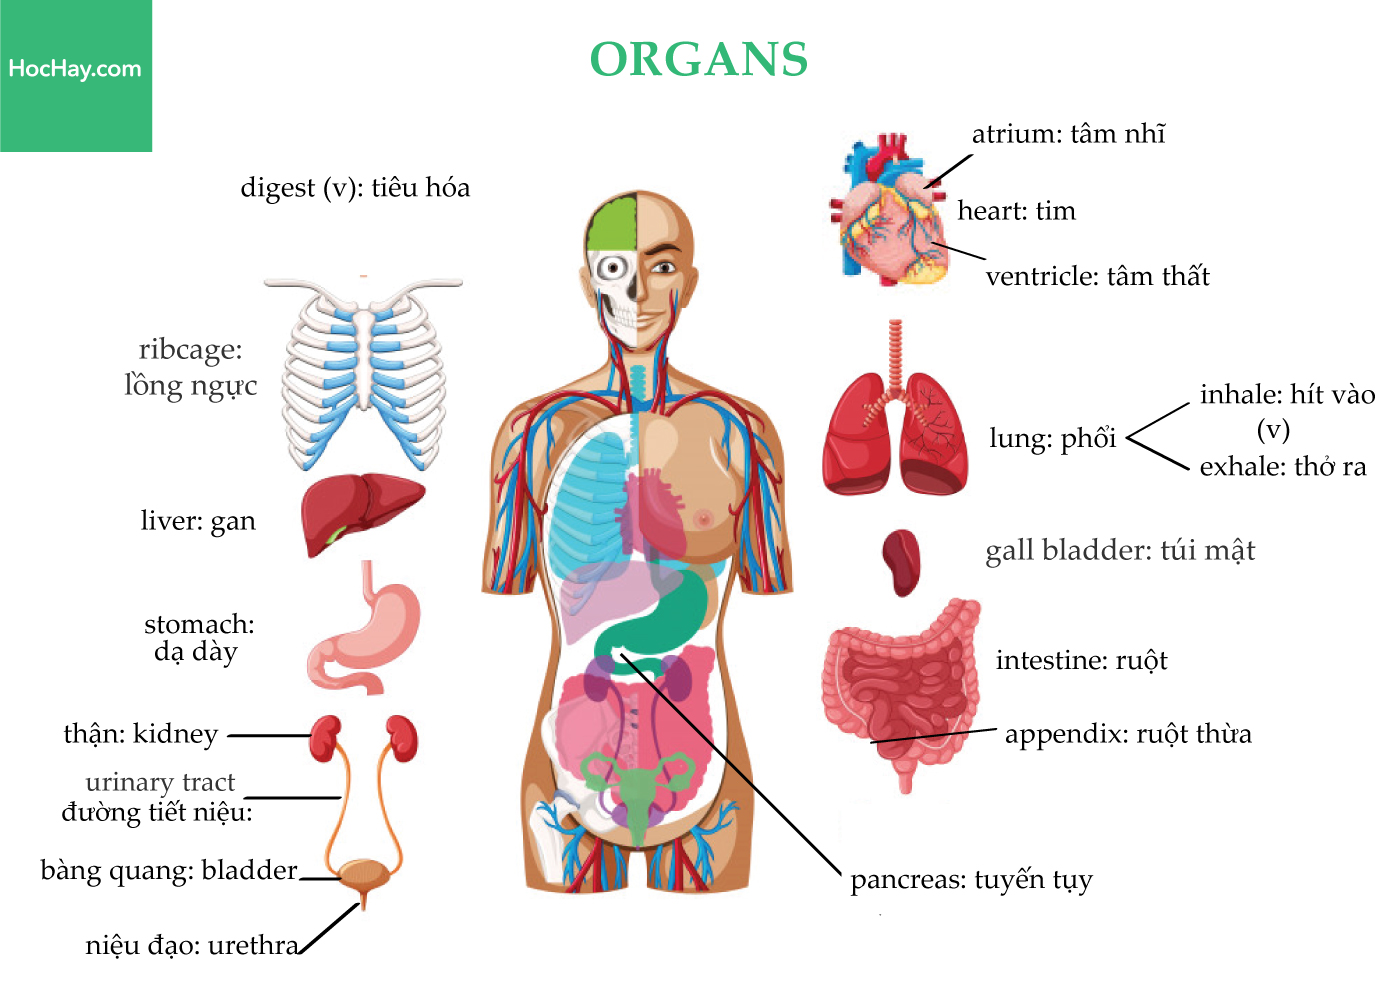 HocHay.com
ORGANS
digest (v): tiêu hóa
ribcage:
lồng ngực
liver: gan
stomach:
dạ dày
thận: kidney
urinary tract
đường tiết niệu:
bàng quang: bladder
niệu đạo: urethra
atrium: tâm nhĩ
heart: tim
ventricle: tâm thất
inhale: hít vào
(v)
lung: phổi
exhale: thở ra
gall bladder: túi mật
intestine: ruột
appendix: ruột thừa
pancreas: tuyến tụy